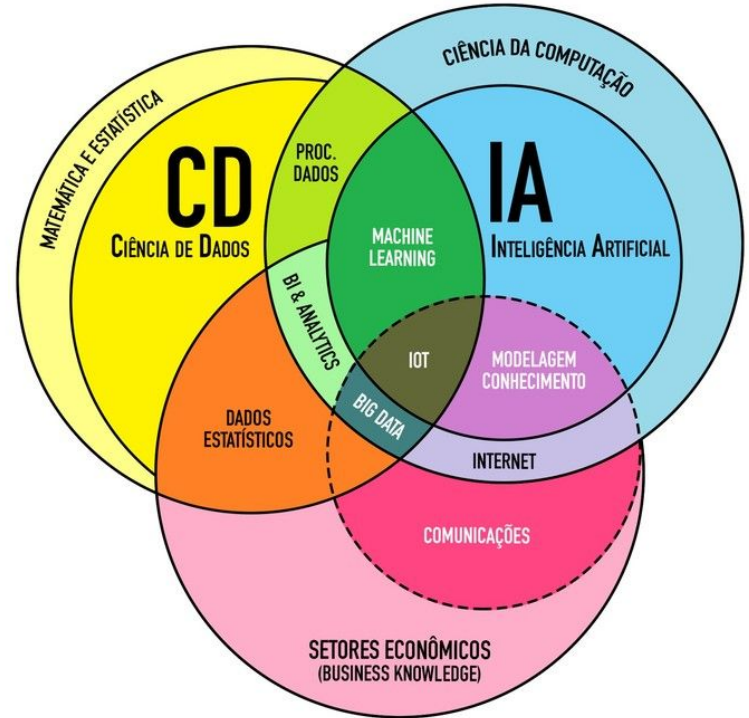 CIÊNCIA DA COMPUTAÇÃO
MATEMÁTICA E ESTATÍSTICA
CD
CIÊNCIA DE DADOS
PROC.
DADOS
IA
INTELIGÊNCIA ARTIFICIAL
MACHINE
LEARNING
BI & ANALYTICS
IOT
MODELAGEM
CONHECIMENTO
BIG DATA
DADOS
ESTATÍSTICOS
INTERNET
COMUNICAÇÕES
SETORES ECONÔMICOS
(BUSINESS KNOWLEDGE)